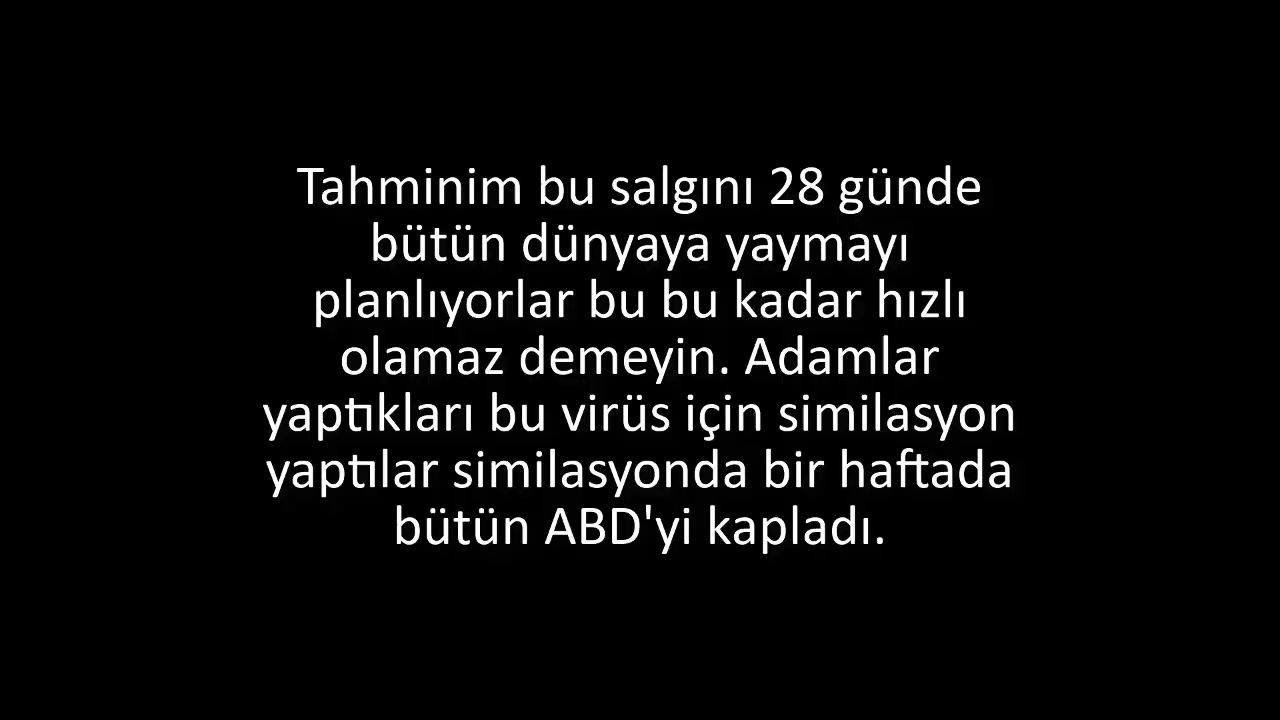 Tahminim bu salgını 28 günde
bütün dünyaya yaymayı
planlıyorlar bu bu kadar hızlı
olamaz demeyin. Adamlar
yaptıkları bu virüs için similasyon
yaptılar similasyonda bir haftada
bütün ABD'yi kapladı.